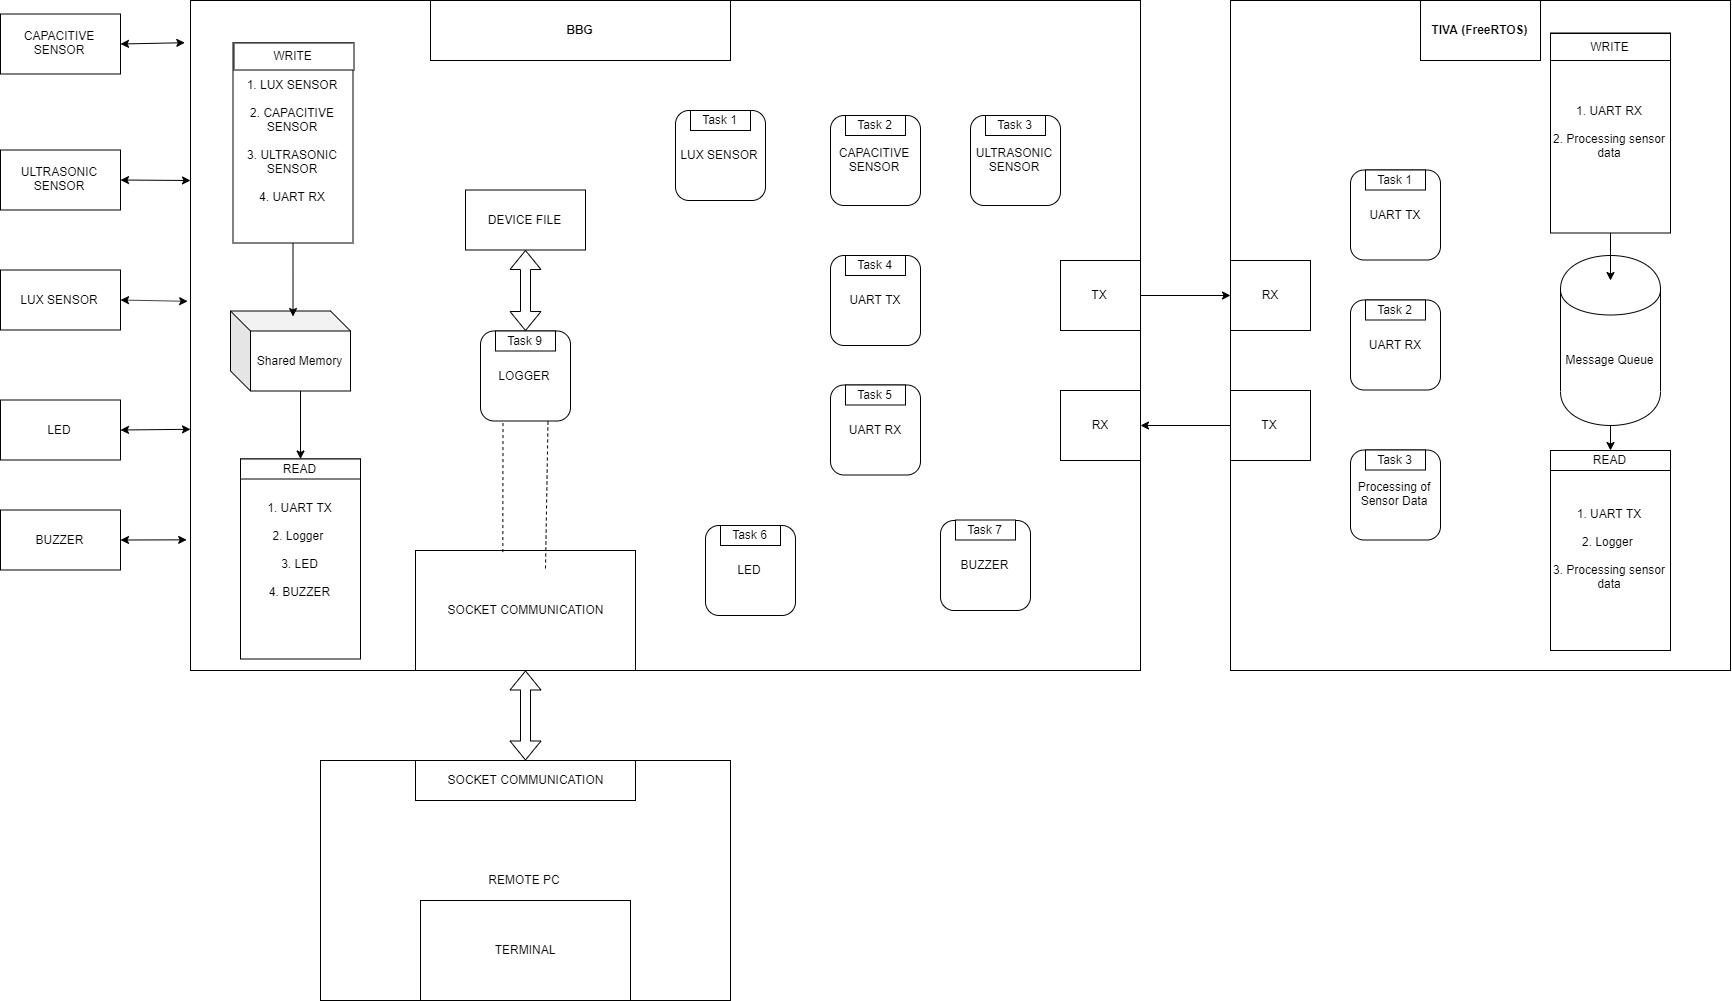 CAPACITIVE
SENSOR
ULTRASONIC
SENSOR
LUX SENSOR
LED
BUZZER
BBG
WRITE
1. LUX SENSOR
2. CAPACITIVE
SENSOR
3. ULTRASONIC
SENSOR
4. UART RX
Shared Memory
READ
1. UART TX
2. Logger
3. LED
4. BUZZER
DEVICE FILE
Task 9
LOGGER
SOCKET COMMUNICATION
Task 1
LUX SENSOR
Task 2
CAPACITIVE
SENSOR
Task 3
ULTRASONIC
SENSOR
Task 4
UART TX
Task 5
UART RX
Task 6
LED
Task 7
BUZZER
TX
RX
RX
TX
TIVA (FreeRTOS)
Task 1
UART TX
Task 2
UART RX
Task 3
Processing of
Sensor Data
WRITE
1. UART RX
2. Processing sensor
data
Message Queue
READ
1. UART TX
2. Logger
3. Processing sensor
data
SOCKET COMMUNICATION
REMOTE PC
TERMINAL